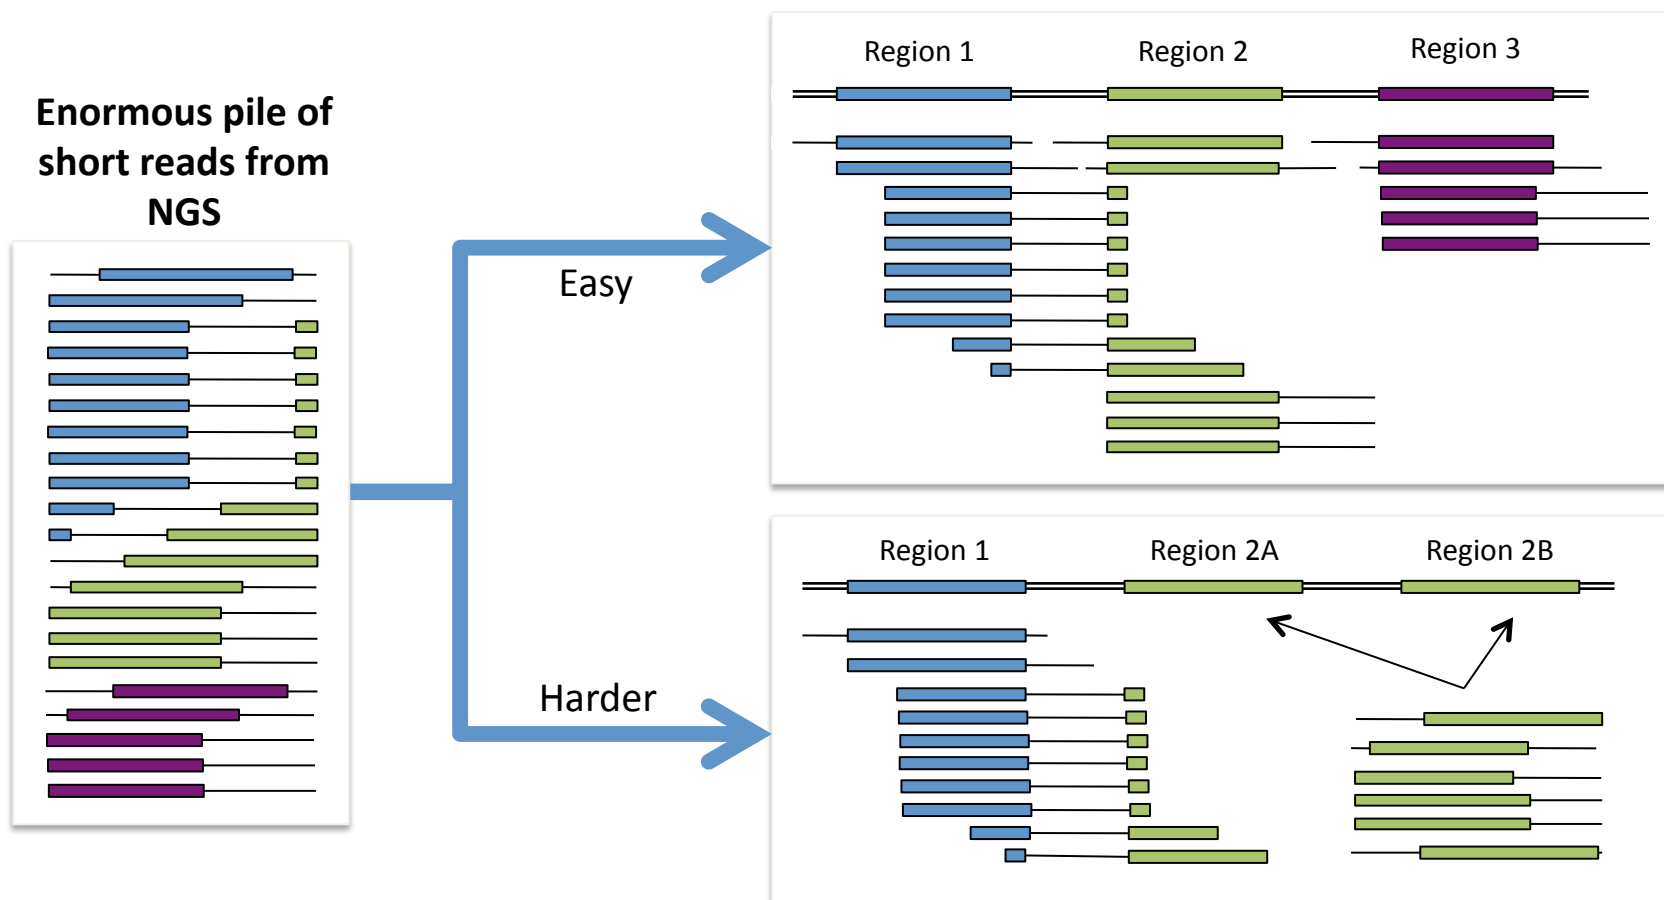 Enormous pile of
short reads from
NGS
Easy
Harder
Region 1 Region 2 Region 3
Region 1 Region 2A Region 2B